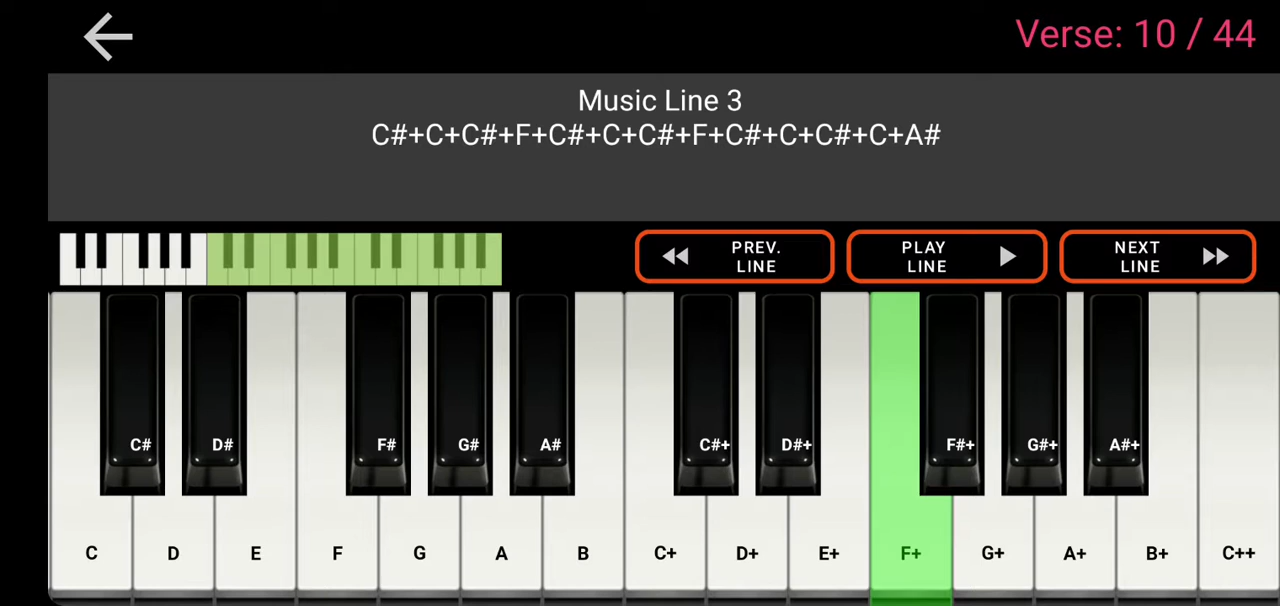 Verse: 10 / 44
Music Line 3
C#+C+C#+F+C#+C+C#+F+C#+C+C#+C+A#
PREV.
LINE
PLAY
LINE
NEXT
LINE
C# D# F# G# A# C#+ D#+ F#+ G#+ A#+
C D E F G A B C+ D+ E+ F+ G+ A+ B+ C++